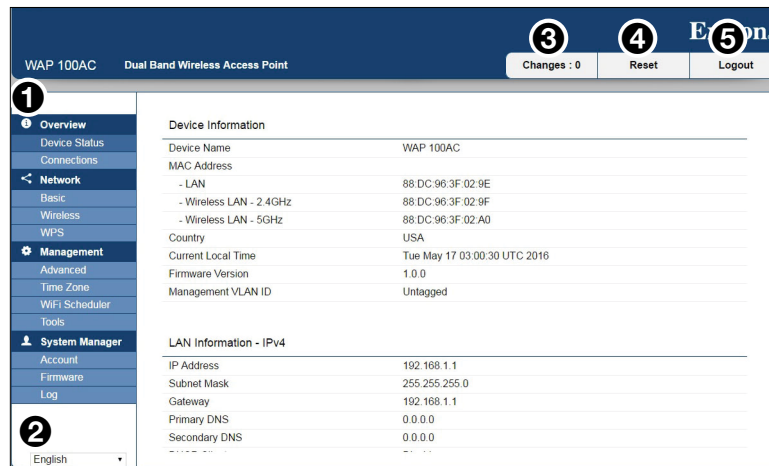 3 4 5
WAP 100AC Dual Band Wireless Access Point Changes : 0 Reset Logout
1
Overview
Device Status
Connections
Network
Basic
Wireless
WPS
Management
Advanced
Time Zone
WiFi Scheduler
Tools
System Manager
Account
Firmware
Log
2
English
Device Information
Device Name WAP 100AC
MAC Address
- LAN 88:DC:96:3F:02:9E
- Wireless LAN - 2.4GHz 88:DC:96:3F:02:9F
- Wireless LAN - 5GHz 88:DC:96:3F:02:A0
Country USA
Current Local Time Tue May 17 03:00:30 UTC 2016
Firmware Version 1.0.0
Management VLAN ID Untagged
LAN Information - IPv4
IP Address 192.168.1.1
Subnet Mask 255.255.255.0
Gateway 192.168.1.1
Primary DNS 0.0.0.0
Secondary DNS 0.0.0.0